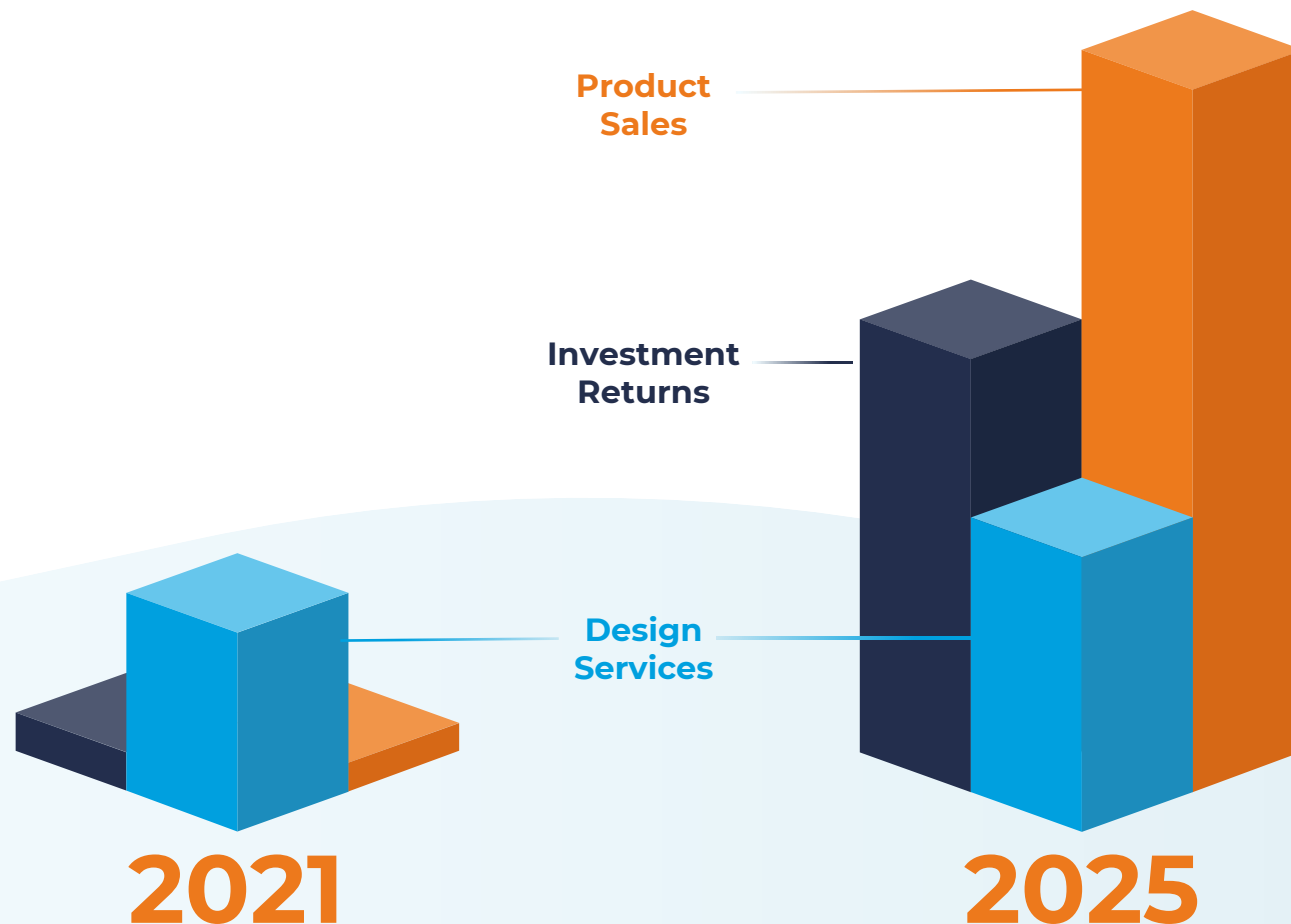 Product
Sales
Investment
Returns
Design
Services
2021
2025